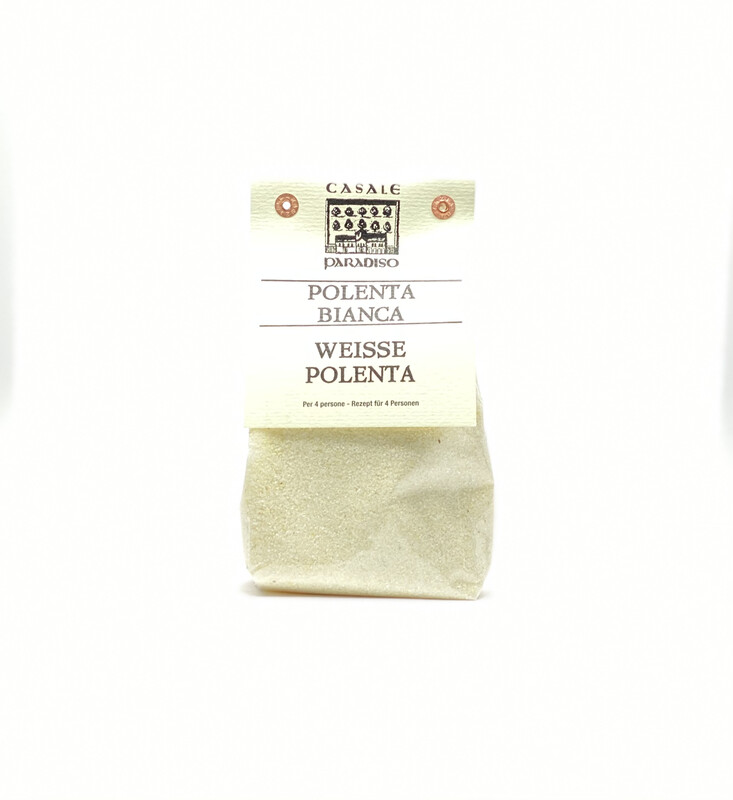 CASALE
PARADISO
POLENTA
BIANCA
WEISSE
POLENTA
Per 4 persone - Rezept für 4 Personen